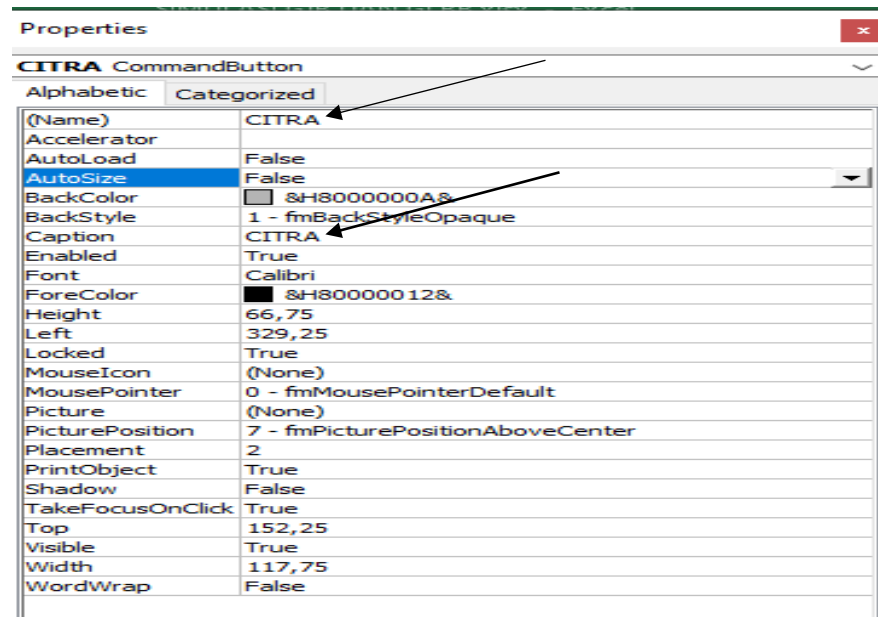 Properties
CITRA CommandButton
Alphabetic Categorized
(Name) CITRA
Accelerator
AutoLoad False
AutoSize False
BackColor &H8000000A&
BackStyle 1 - fmBackStyleOpaque
Caption CITRA
Enabled True
Font Calibri
ForeColor &H80000012&
Height 66,75
Left 329,25
Locked True
MouseIcon (None)
MousePointer 0 - fmMousePointerDefault
Picture (None)
PicturePosition 7 - fmPicturePositionAboveCenter
Placement 2
PrintObject True
Shadow False
TakeFocusOnClick True
Top 152,25
Visible True
Width 117,75
WordWrap False